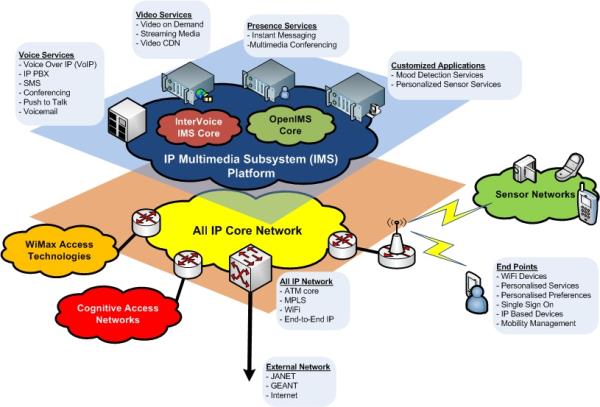 Video Services
- Video on Demand
- Streaming Media
- Video CDN
Presence Services
- Instant Messaging
-Multimedia Conferencing
Voice Services
- Voice Over IP (VoIP)
- IP PBX
- SMS
- Conferencing
- Push to Talk
- Voicemail
Customized Applications
- Mood Detection Services
- Personalized Sensor Services
InterVoice
IMS Core
OpenIMS
Core
IP Multimedia Subsystem (IMS)
Platform
Sensor Networks
All IP Core Network
WiMax Access
Technologies
Cognitive Access
Networks
All IP Network
- ATM core
- MPLS
- WiFi
- End-to-End IP
End Points
- WiFi Devices
- Personalised Services
- Personalised Preferences
- Single Sign On
- IP Based Devices
- Mobility Management
External Network
- JANET
- GEANT
- Internet